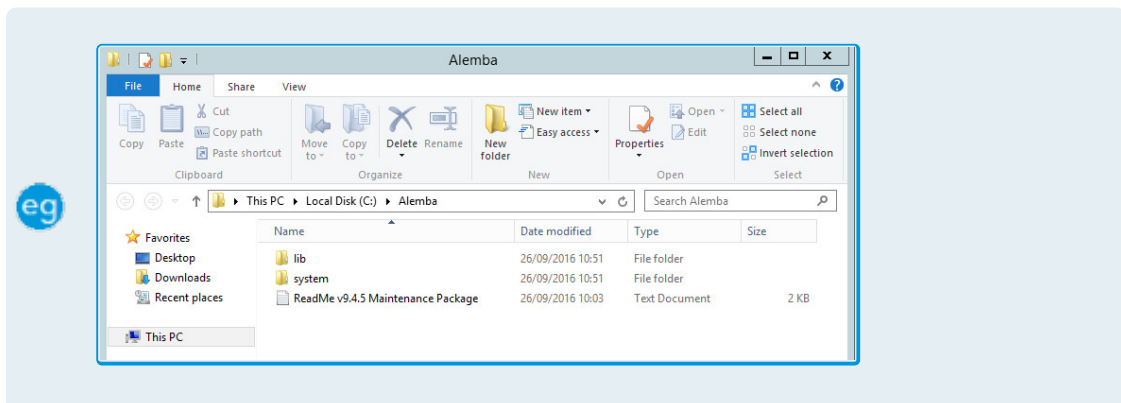 Alemba
File Home Share View
Copy
Paste
Cut
Copy path
Paste shortcut
Clipboard
Move to
Copy to
Delete
Rename
Organize
New folder
New item
Easy access
New
Properties
Open
Edit
Open
Select all
Select none
Invert selection
Select
This PC Local Disk (C:) Alemba
Search Alemba
Favorites
Desktop
Downloads
Recent places
This PC
Name Date modified Type Size
lib 26/09/2016 10:51 File folder
system 26/09/2016 10:51 File folder
ReadMe v9.4.5 Maintenance Package 26/09/2016 10:03 Text Document 2 KB
eg